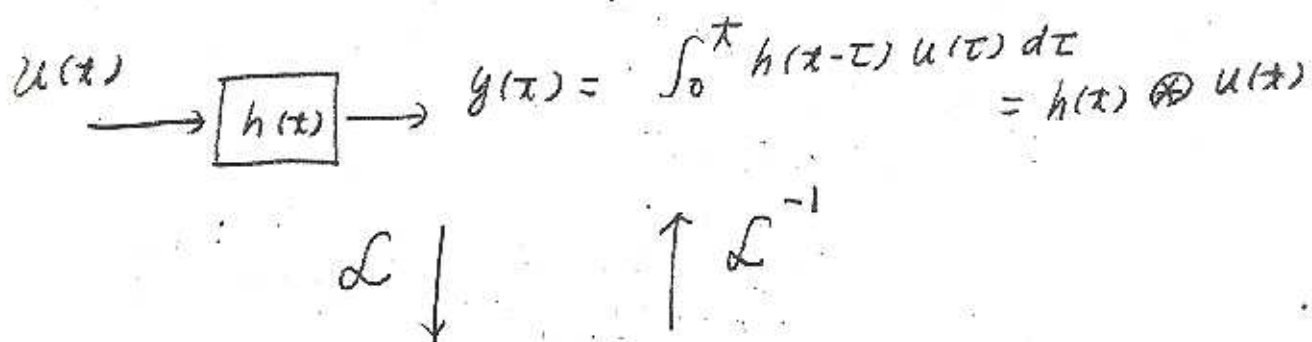 u(t) → h(t) → y(t) = ∫₀ᵗ h(t-τ) u(τ) dτ
= h(t) ⊛ u(t)
ℒ ↓ ↑ ℒ⁻¹